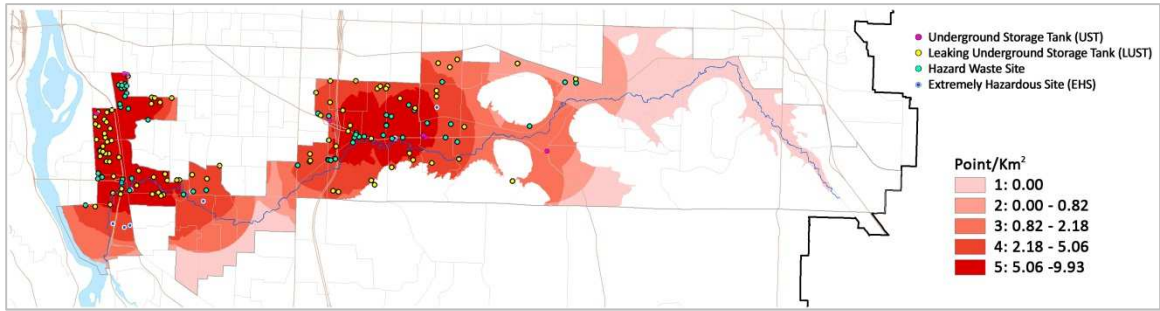 Underground Storage Tank (UST)
Leaking Underground Storage Tank (LUST)
Hazard Waste Site
Extremely Hazardous Site (EHS)
Point/Km²
1: 0.00
2: 0.00 - 0.82
3: 0.82 - 2.18
4: 2.18 - 5.06
5: 5.06 -9.93